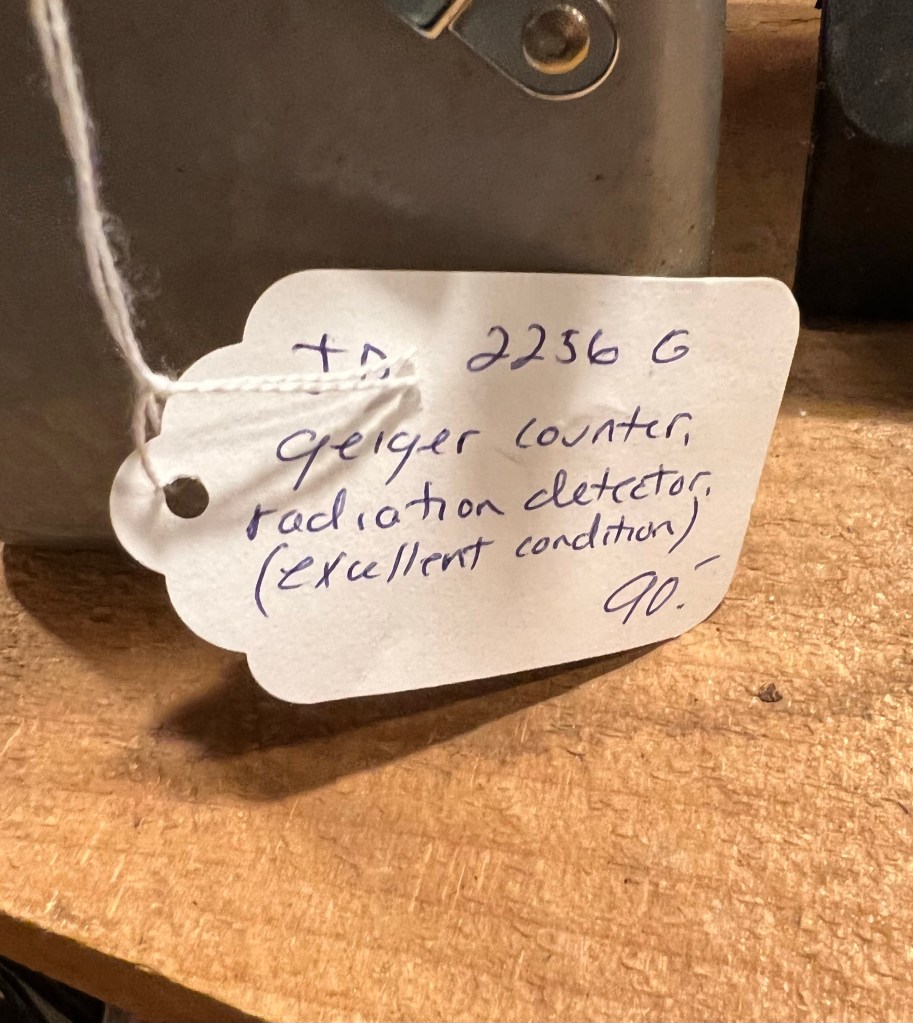 2256 G
geiger counter,
radiation detector,
(excellent condition)
90.-